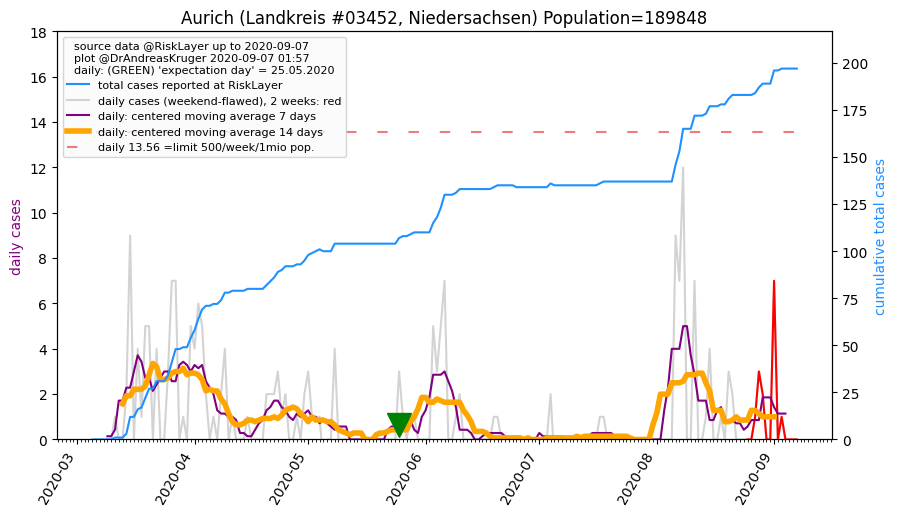 Aurich (Landkreis #03452, Niedersachsen) Population=189848
source data @RiskLayer up to 2020-09-07
plot @DrAndreasKruger 2020-09-07 01:57
daily: (GREEN) 'expectation day' = 25.05.2020
total cases reported at RiskLayer
daily cases (weekend-flawed), 2 weeks: red
daily: centered moving average 7 days
daily: centered moving average 14 days
daily 13.56 =limit 500/week/1mio pop.
daily cases
18
16
14
12
10
8
6
4
2
0
cumulative total cases
200
175
150
125
100
75
50
25
0
2020-03
2020-04
2020-05
2020-06
2020-07
2020-08
2020-09